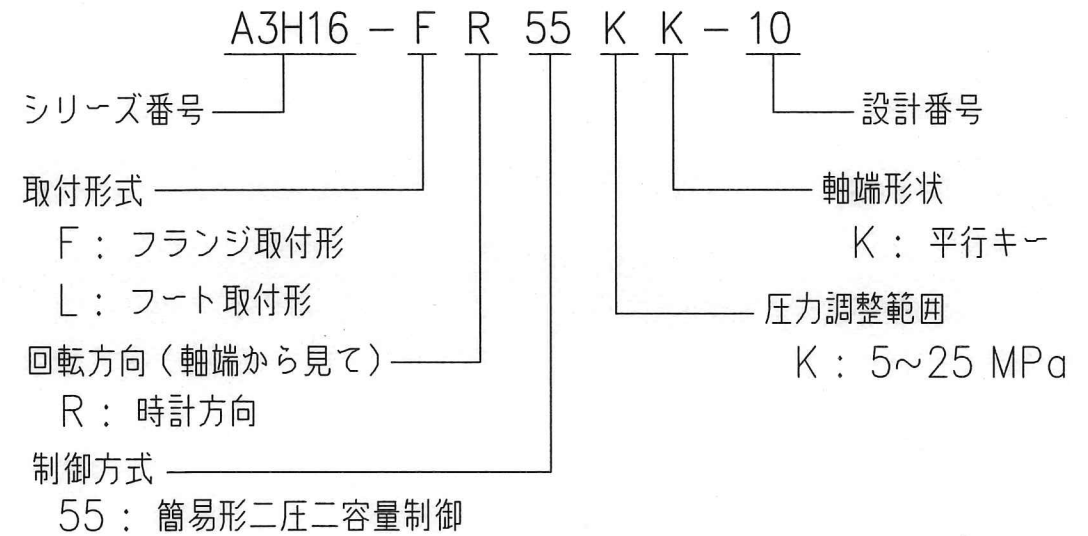 A3H16 - F R 55 K K - 10
シリーズ番号
設計番号
取付形式
軸端形状
F : フランジ取付形
K : 平行キー
L : フート取付形
圧力調整範囲
回転方向(軸端から見て)
K : 5~25 MPa
R : 時計方向
制御方式
55 : 簡易形二圧二容量制御